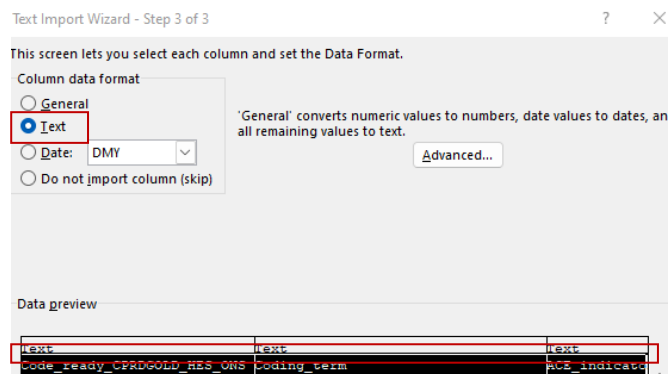 Text Import Wizard - Step 3 of 3 ?
This screen lets you select each column and set the Data Format.
Column data format
General
Text
Date: DMY
Do not import column (skip)
'General' converts numeric values to numbers, date values to dates, an
all remaining values to text.
Advanced...
Data preview
Text Text Text
Code_ready_CPRDGOLD_HES_ONS Coding_term ACE_indicato